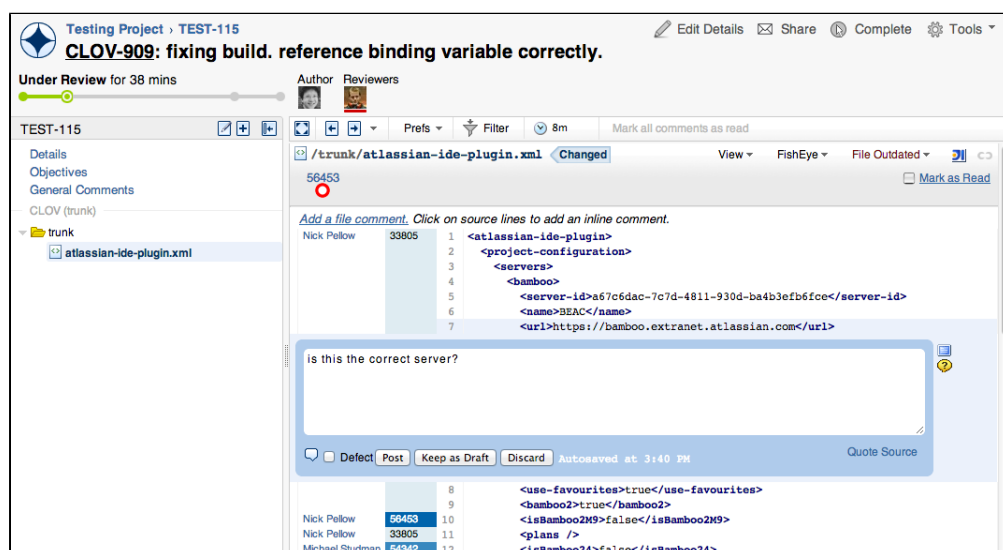 Testing Project › TEST-115
Edit Details Share Complete Tools
CLOV-909: fixing build. reference binding variable correctly.
Under Review for 38 mins
Author Reviewers
TEST-115
Prefs Filter 8m Mark all comments as read
Details
Objectives
General Comments
CLOV (trunk)
trunk
atlassian-ide-plugin.xml
/trunk/atlassian-ide-plugin.xml Changed View FishEye File Outdated
56453 Mark as Read
Add a file comment. Click on source lines to add an inline comment.
Nick Pellow 33805 1 <atlassian-ide-plugin>
2 <project-configuration>
3 <servers>
4 <bamboo>
5 <server-id>a67c6dac-7c7d-4811-930d-ba4b3efb6fce</server-id>
6 <name>BEAC</name>
7 <url>https://bamboo.extranet.atlassian.com</url>
is this the correct server?
Defect Post Keep as Draft Discard Autosaved at 3:40 PM Quote Source
8 <use-favourites>true</use-favourites>
9 <bamboo2>true</bamboo2>
Nick Pellow 56453 10 <isBamboo2M9>false</isBamboo2M9>
Nick Pellow 33805 11 <plans />
Michael Studman 54342 12 <isBamboo24>false</isBamboo24>